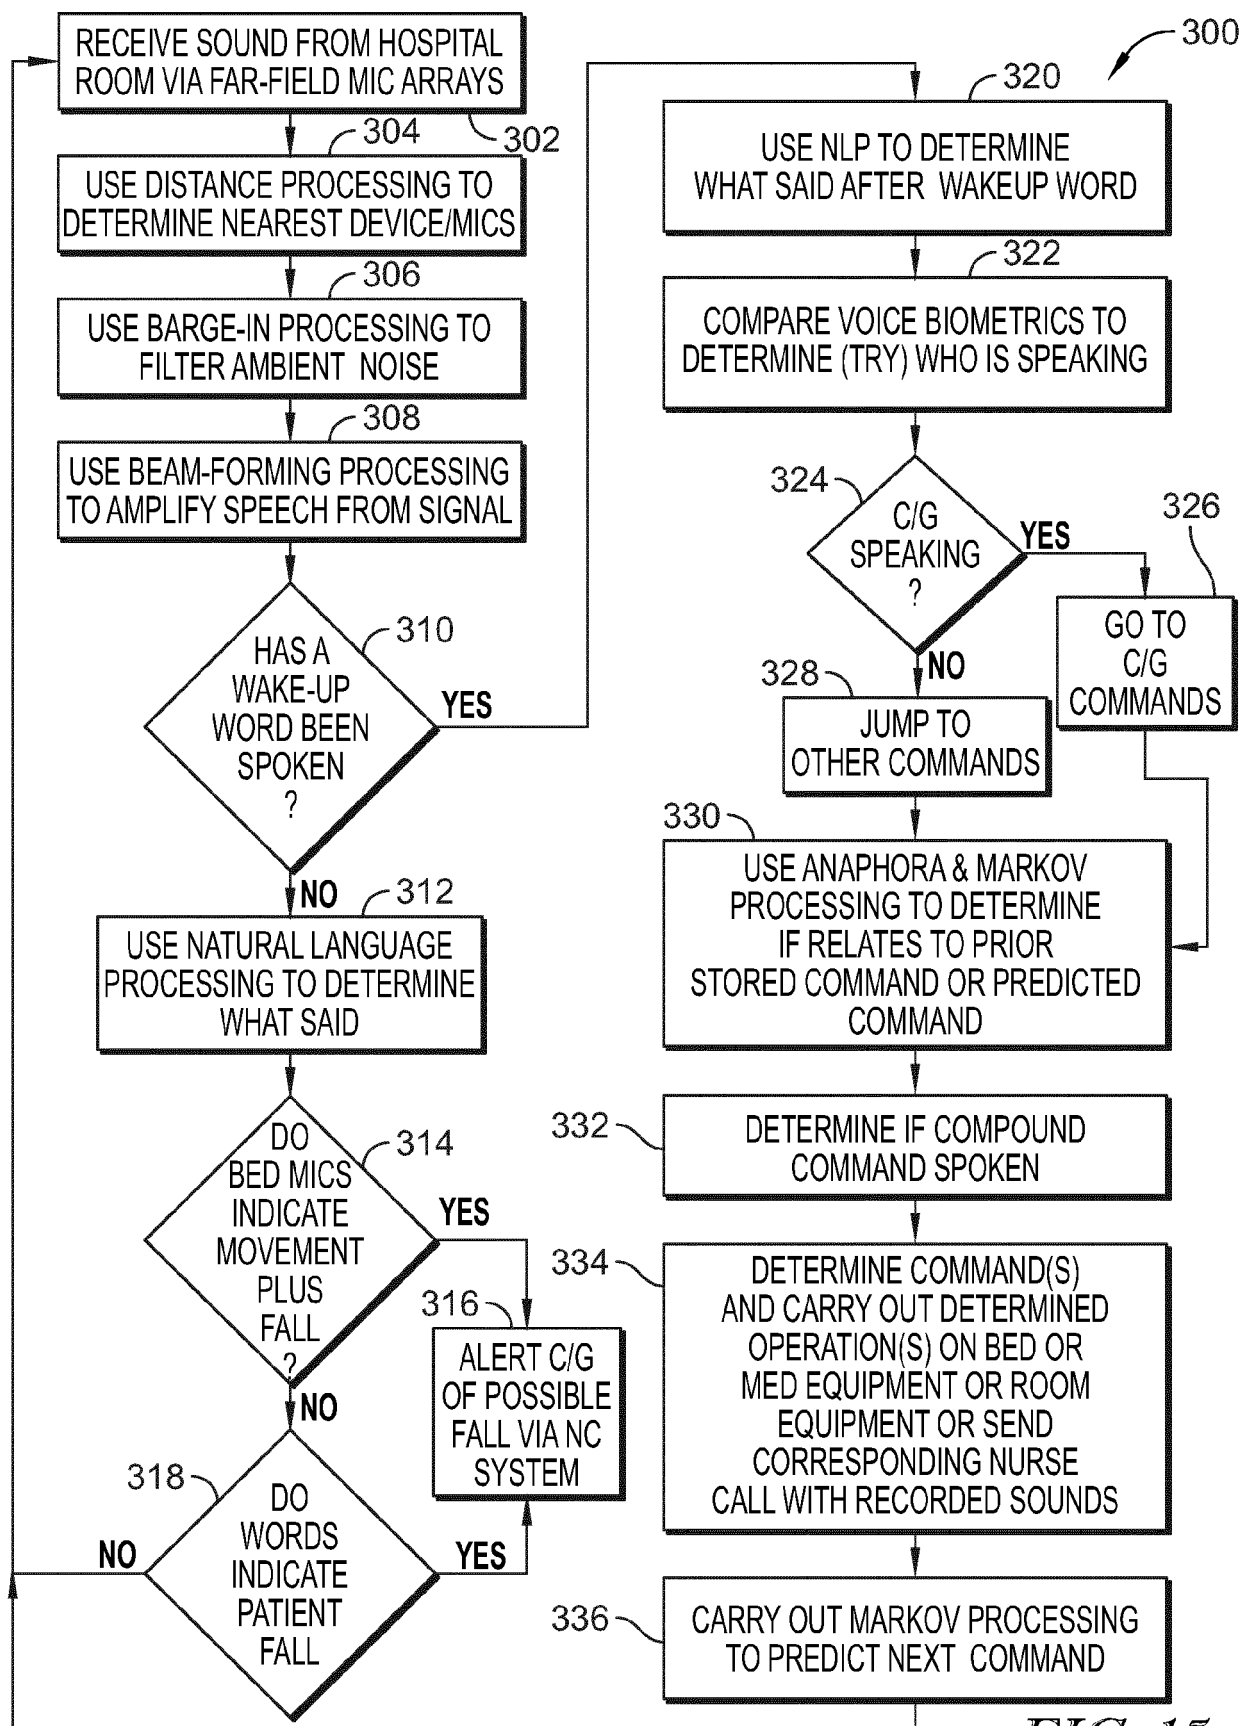 RECEIVE SOUND FROM HOSPITAL
ROOM VIA FAR-FIELD MIC ARRAYS
302
304
USE DISTANCE PROCESSING TO
DETERMINE NEAREST DEVICE/MICS
306
USE BARGE-IN PROCESSING TO
FILTER AMBIENT NOISE
308
USE BEAM-FORMING PROCESSING
TO AMPLIFY SPEECH FROM SIGNAL
310
HAS A
WAKE-UP
WORD BEEN
SPOKEN
?
YES
NO
312
USE NATURAL LANGUAGE
PROCESSING TO DETERMINE
WHAT SAID
314
DO
BED MICS
INDICATE
MOVEMENT
PLUS
FALL
?
YES
NO
316
ALERT C/G
OF POSSIBLE
FALL VIA NC
SYSTEM
318
DO
WORDS
INDICATE
PATIENT
FALL
NO
YES
300
320
USE NLP TO DETERMINE
WHAT SAID AFTER WAKEUP WORD
322
COMPARE VOICE BIOMETRICS TO
DETERMINE (TRY) WHO IS SPEAKING
324
C/G
SPEAKING
?
YES
NO
326
GO TO
C/G
COMMANDS
328
JUMP TO
OTHER COMMANDS
330
USE ANAPHORA & MARKOV
PROCESSING TO DETERMINE
IF RELATES TO PRIOR
STORED COMMAND OR PREDICTED
COMMAND
332
DETERMINE IF COMPOUND
COMMAND SPOKEN
334
DETERMINE COMMAND(S)
AND CARRY OUT DETERMINED
OPERATION(S) ON BED OR
MED EQUIPMENT OR ROOM
EQUIPMENT OR SEND
CORRESPONDING NURSE
CALL WITH RECORDED SOUNDS
336
CARRY OUT MARKOV PROCESSING
TO PREDICT NEXT COMMAND